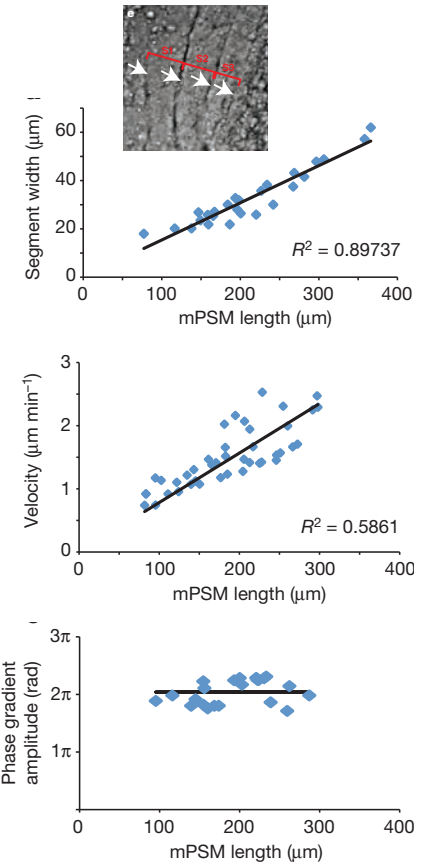 e
S1 S2 S3
Segment width (μm)
60
40
20
0
0 100 200 300 400
R² = 0.89737
mPSM length (μm)
Velocity (μm min⁻¹)
3
2
1
0
0 100 200 300 400
R² = 0.5861
mPSM length (μm)
Phase gradient
amplitude (rad)
3π
2π
1π
0 100 200 300 400
mPSM length (μm)